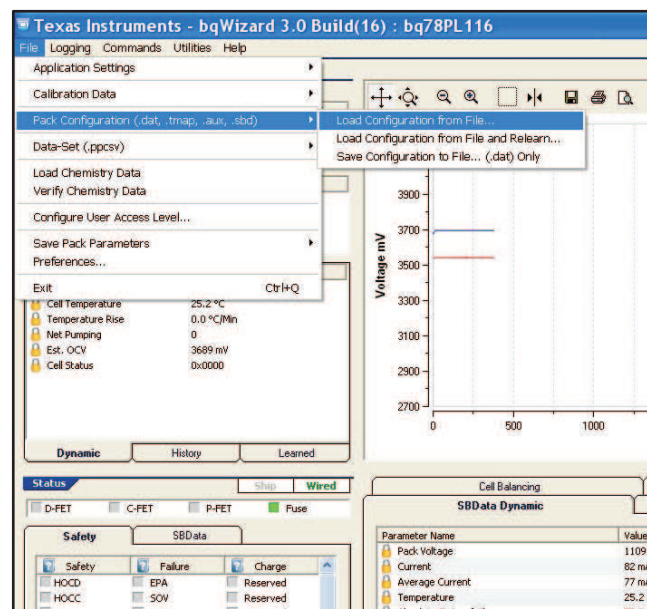 Texas Instruments - bqWizard 3.0 Build(16) : bq78PL116
File Logging Commands Utilities Help
Application Settings
Calibration Data
Pack Configuration (.dat, .tmap, .aux, .sbd)
Load Configuration from File...
Load Configuration from File and Relearn...
Save Configuration to File... (.dat) Only
Data-Set (.ppcsv)
Load Chemistry Data
Verify Chemistry Data
Configure User Access Level...
Save Pack Parameters
Preferences...
Exit Ctrl+Q
Cell Temperature 25.2 °C
Temperature Rise 0.0 °C/Min
Net Pumping 0
Est. OCV 3689 mV
Cell Status 0x0000
Dynamic History Learned
Voltage mV
3900
3700
3500
3300
3100
2900
2700
0 500 1000
Status Ship Wired
D-FET C-FET P-FET Fuse
Safety SBData
Safety Failure Charge
HOCD EPA Reserved
HOCC SOV Reserved
Cell Balancing
SBData Dynamic
Parameter Name Value
Pack Voltage 1109
Current 82 m
Average Current 77 m
Temperature 25.2